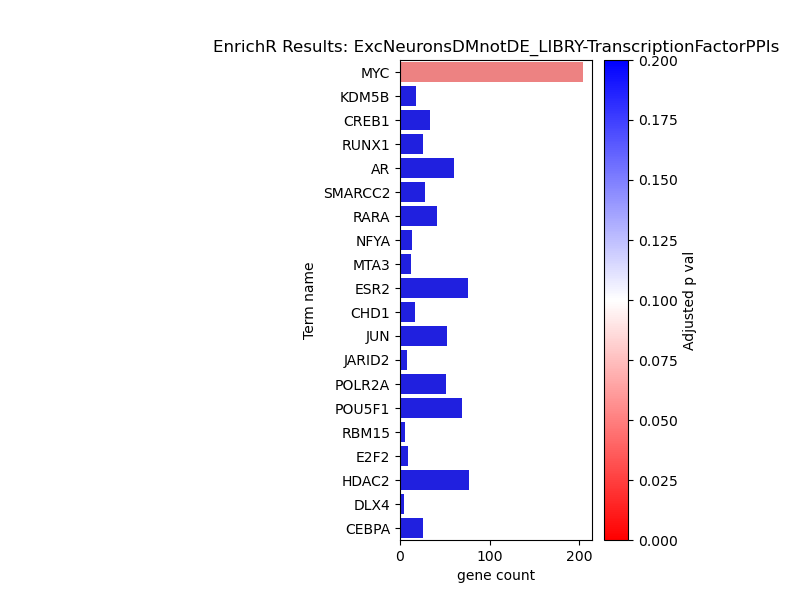 EnrichR Results: ExcNeuronsDMnotDE_LIBRY-TranscriptionFactorPPIs
MYC
KDM5B
CREB1
RUNX1
AR
SMARCC2
RARA
NFYA
MTA3
ESR2
CHD1
JUN
JARID2
POLR2A
POU5F1
RBM15
E2F2
HDAC2
DLX4
CEBPA
Term name
0 100 200
gene count
0.200
0.175
0.150
0.125
0.100
0.075
0.050
0.025
0.000
Adjusted p val